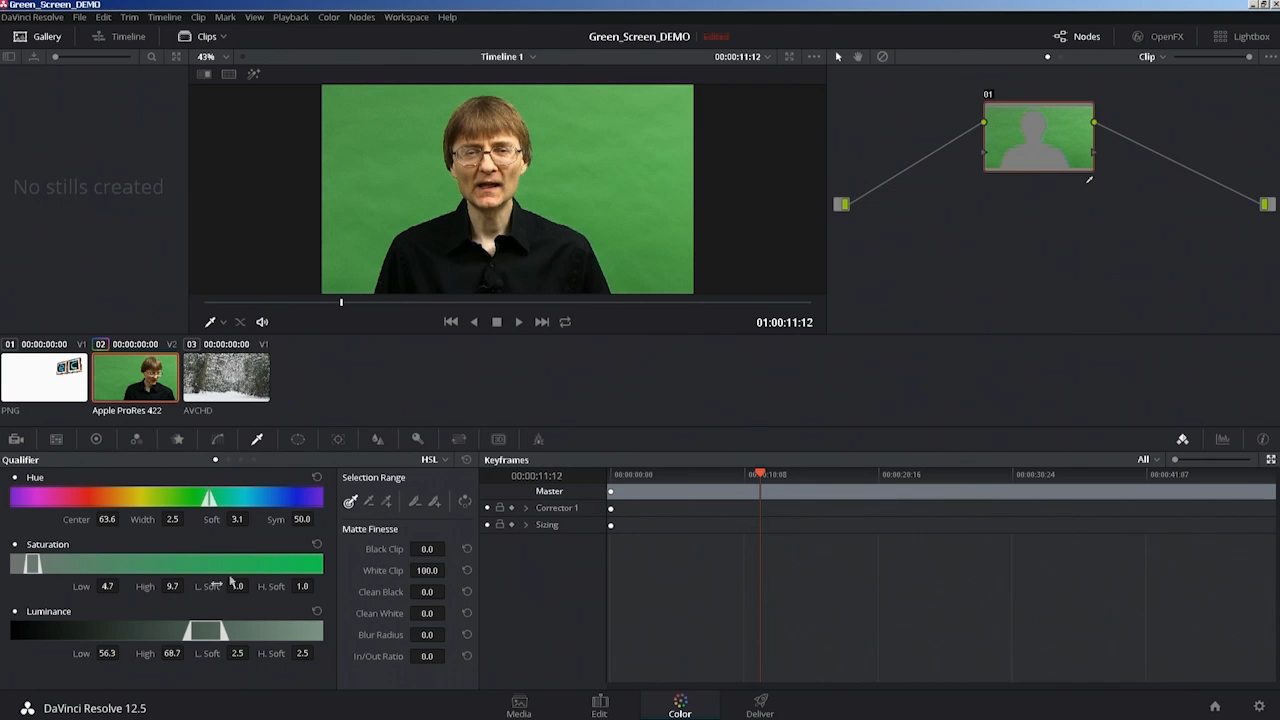 Green_Screen_DEMO
DaVinci Resolve File Edit Trim Timeline Clip Mark View Playback Color Nodes Workspace Help
Gallery Timeline Clips Green_Screen_DEMO Edited Nodes OpenFX Lightbox
43% Timeline 1 00:00:11:12 Clip
01
No stills created
01:00:11:12
01 00:00:00:00 V1 02 00:00:00:00 V2 03 00:00:00:00 V1
PNG Apple ProRes 422 AVCHD
Qualifier HSL Keyframes All
Hue Selection Range 00:00:11:12 00:00:00:00 00:00:10:08 00:00:20:16 00:00:30:24 00:00:41:07
Master
Center 63.6 Width 2.5 Soft 3.1 Sym 50.0 Corrector 1
Matte Finesse Sizing
Saturation Black Clip 0.0
White Clip 100.0
Low 4.7 High 9.7 L. Soft 1.0 H. Soft 1.0 Clean Black 0.0
Luminance Clean White 0.0
Blur Radius 0.0
Low 56.3 High 68.7 L. Soft 2.5 H. Soft 2.5 In/Out Ratio 0.0
DaVinci Resolve 12.5 Media Edit Color Deliver